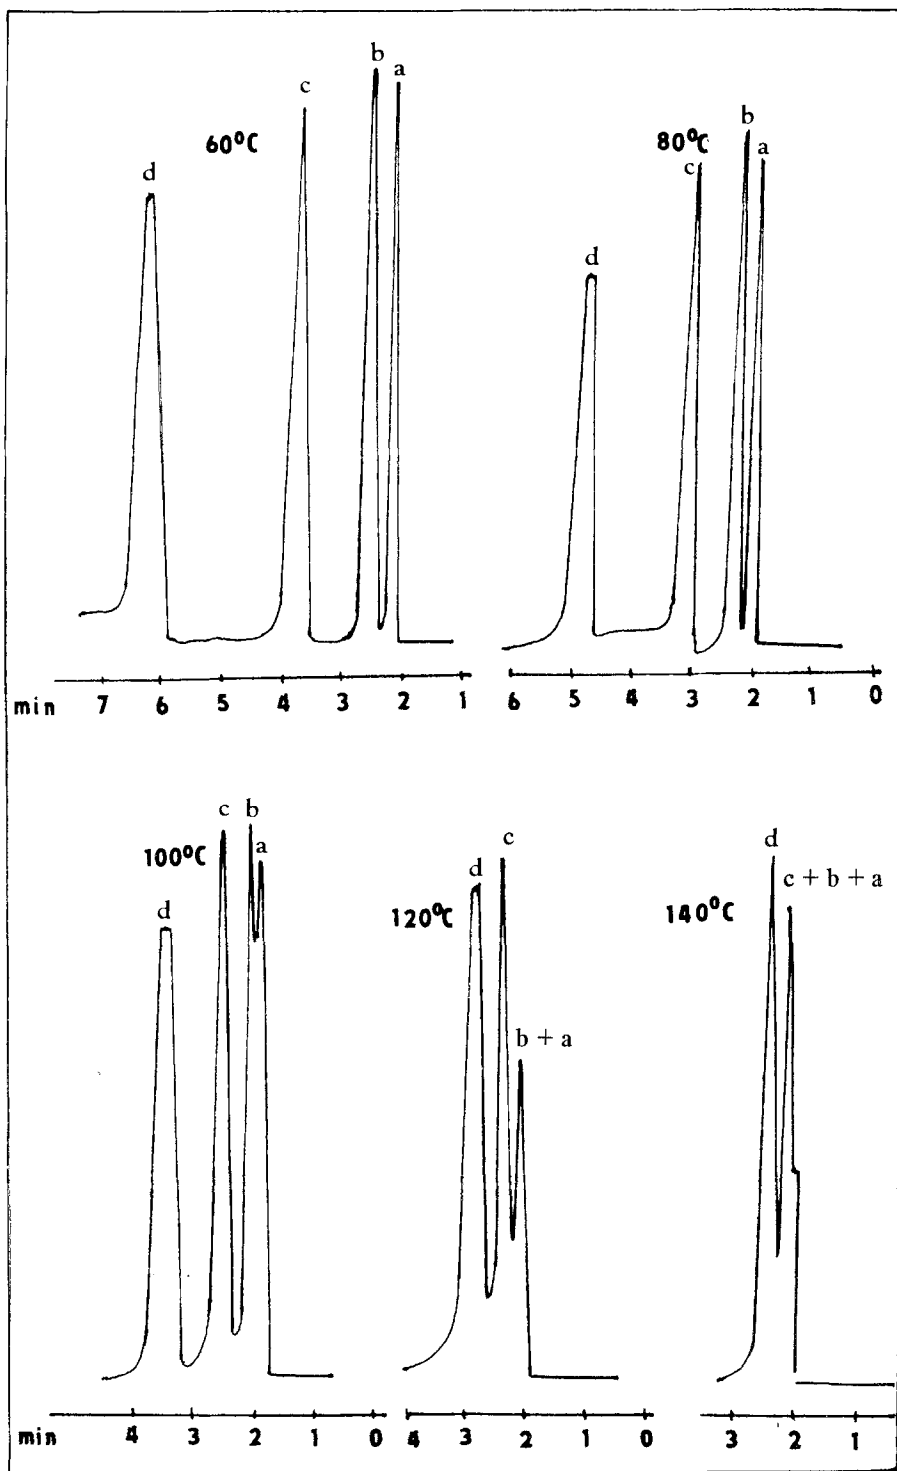 b
a
c
60°C
d
b
80°C
a
c
d
min 7 6 5 4 3 2 1
6 5 4 3 2 1 0
c b
a
100°C
d
c
d
120°C
b + a
d
c + b + a
140°C
min 4 3 2 1 0
4 3 2 1 0
3 2 1